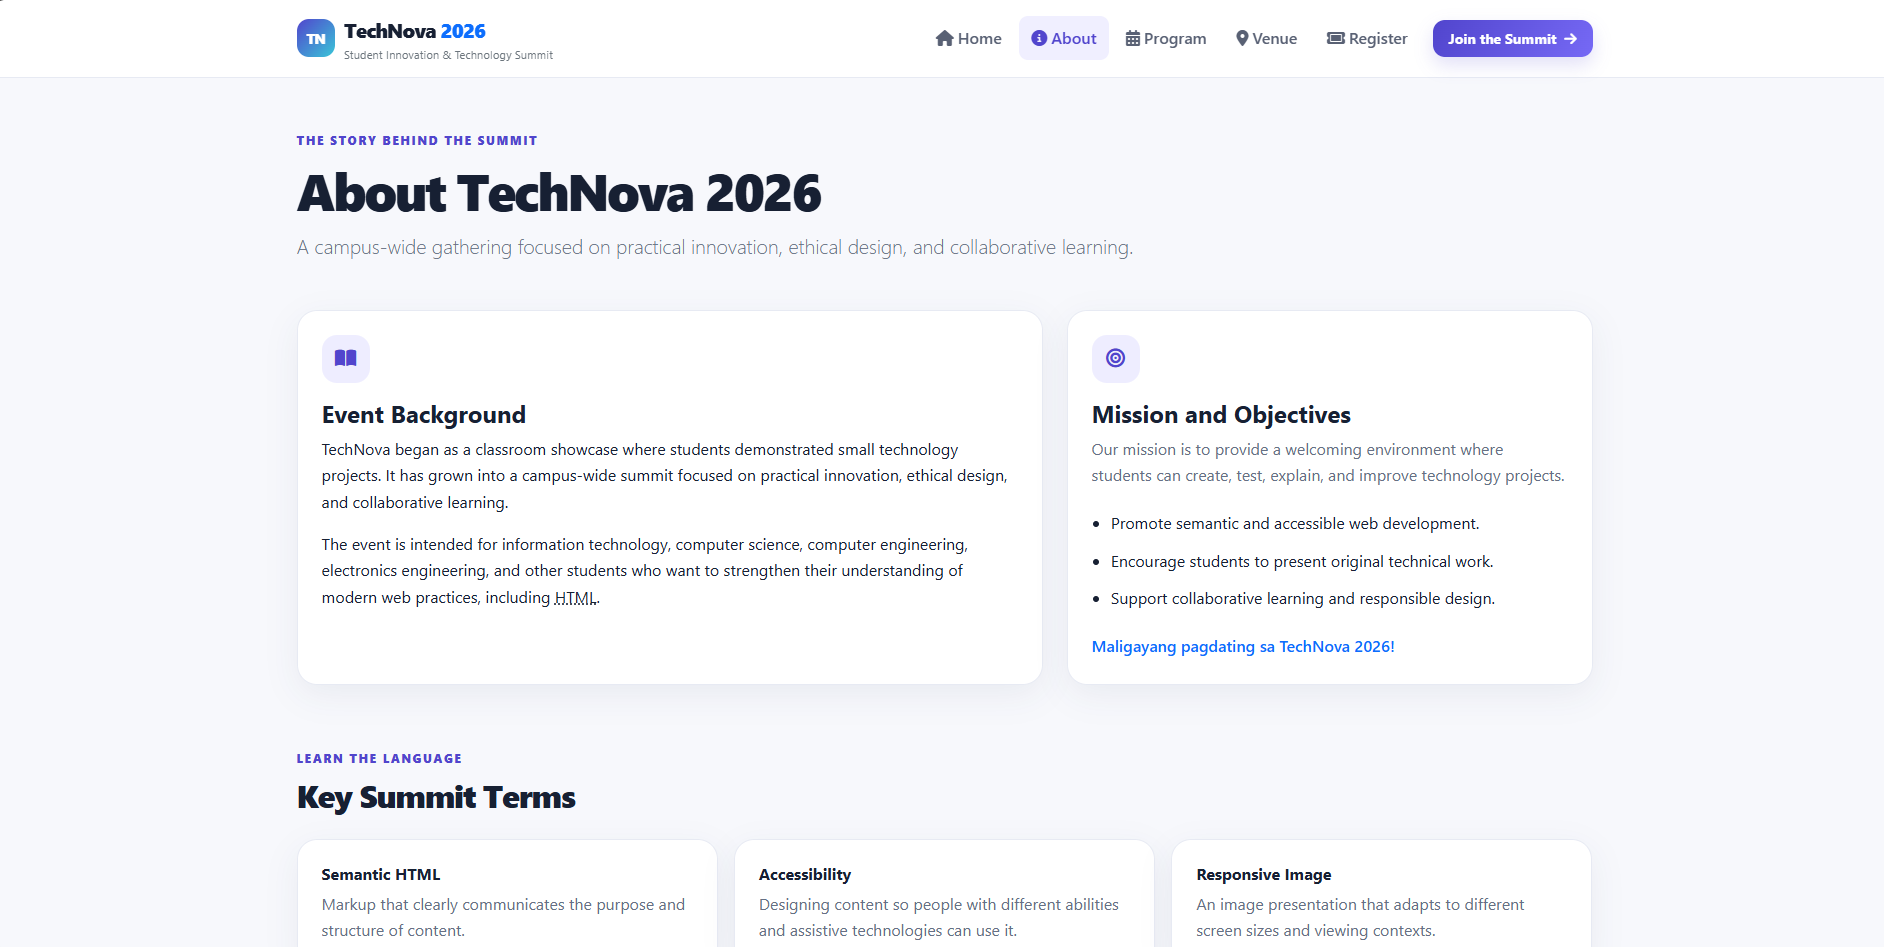 TN
TechNova 2026
Student Innovation & Technology Summit
Home
About
Program
Venue
Register
Join the Summit →
THE STORY BEHIND THE SUMMIT
About TechNova 2026
A campus-wide gathering focused on practical innovation, ethical design, and collaborative learning.
Event Background
TechNova began as a classroom showcase where students demonstrated small technology
projects. It has grown into a campus-wide summit focused on practical innovation, ethical design,
and collaborative learning.
The event is intended for information technology, computer science, computer engineering,
electronics engineering, and other students who want to strengthen their understanding of
modern web practices, including HTML.
Mission and Objectives
Our mission is to provide a welcoming environment where
students can create, test, explain, and improve technology projects.
• Promote semantic and accessible web development.
• Encourage students to present original technical work.
• Support collaborative learning and responsible design.
Maligayang pagdating sa TechNova 2026!
LEARN THE LANGUAGE
Key Summit Terms
Semantic HTML
Markup that clearly communicates the purpose and
structure of content.
Accessibility
Designing content so people with different abilities
and assistive technologies can use it.
Responsive Image
An image presentation that adapts to different
screen sizes and viewing contexts.